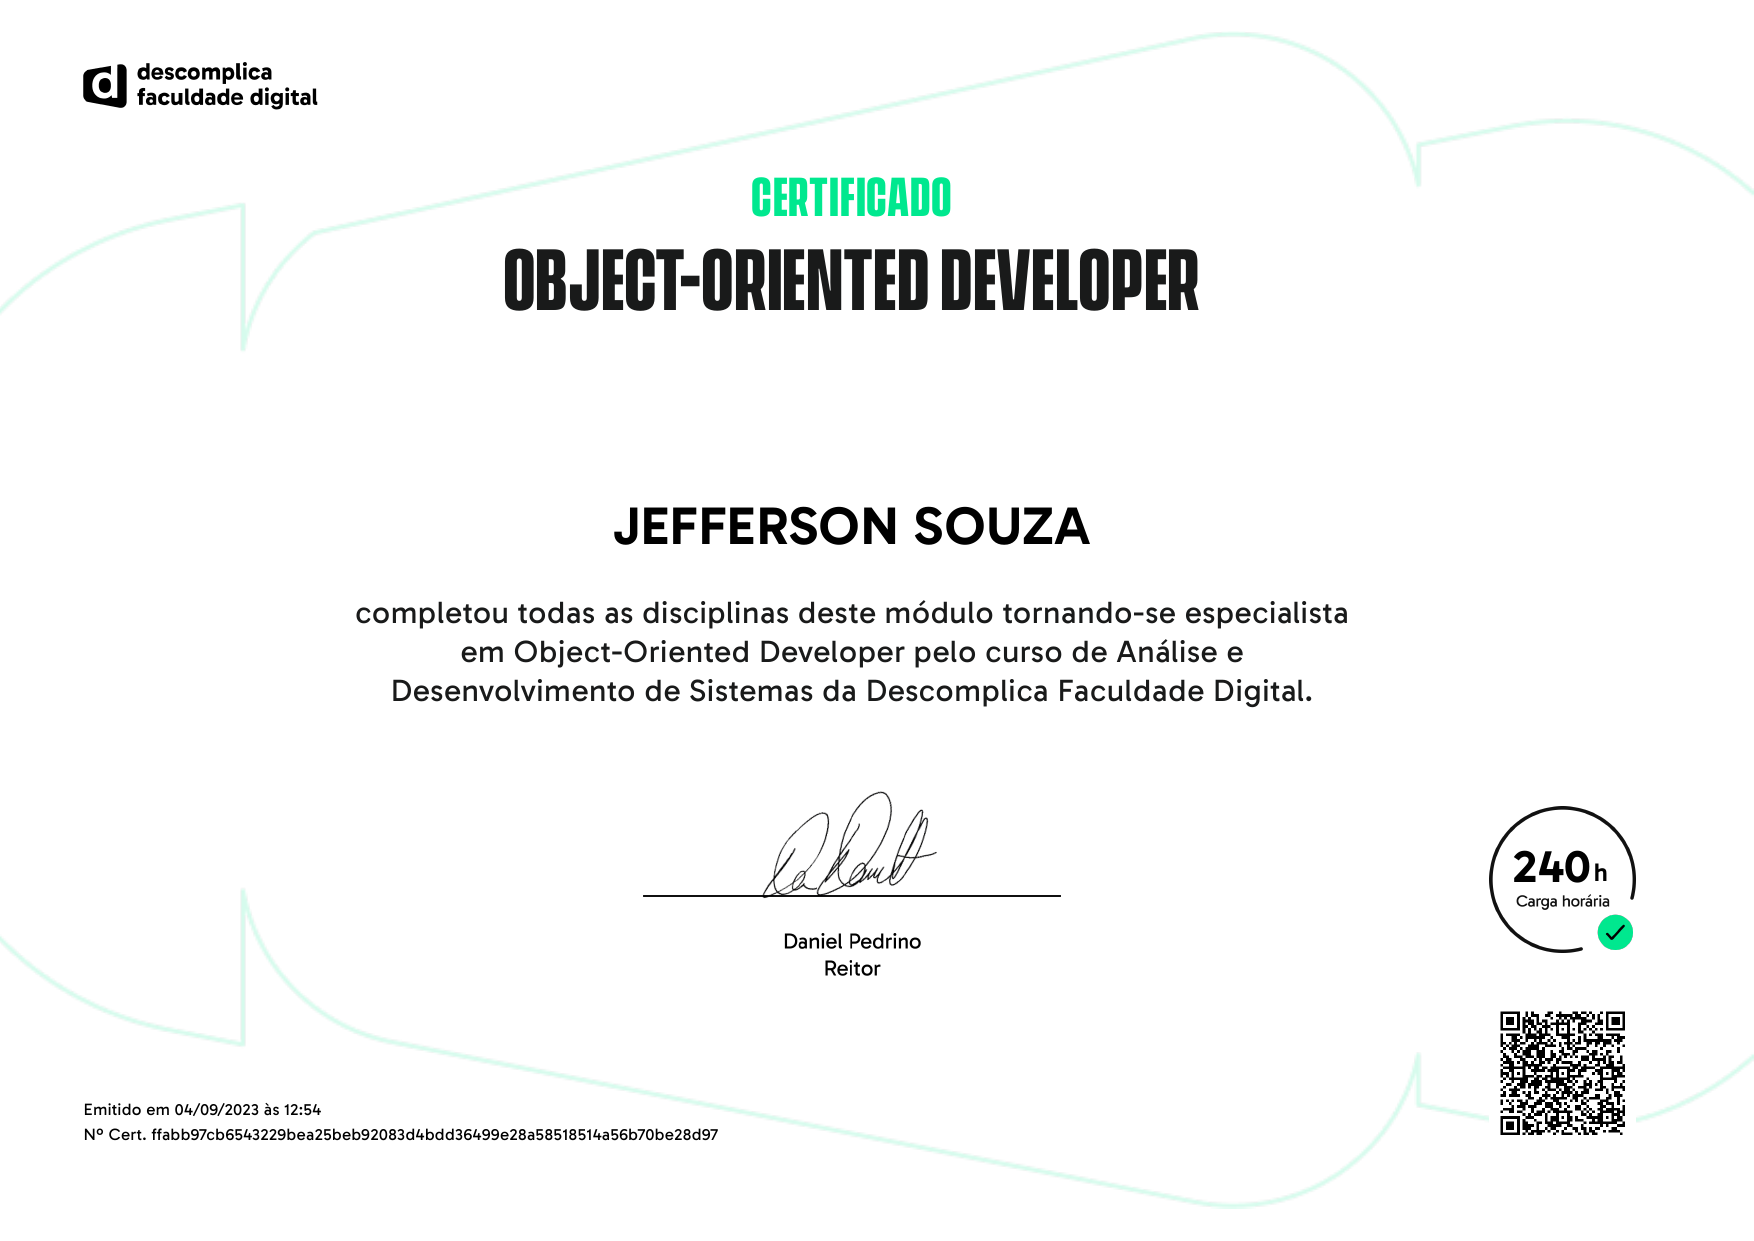 descomplica
faculdade digital
CERTIFICADO
OBJECT-ORIENTED DEVELOPER
JEFFERSON SOUZA
completou todas as disciplinas deste módulo tornando-se especialista
em Object-Oriented Developer pelo curso de Análise e
Desenvolvimento de Sistemas da Descomplica Faculdade Digital.
Daniel Pedrino
Reitor
240h
Carga horária
Emitido em 04/09/2023 às 12:54
Nº Cert. ffabb97cb6543229bea25beb92083d4bdd36499e28a58518514a56b70be28d97